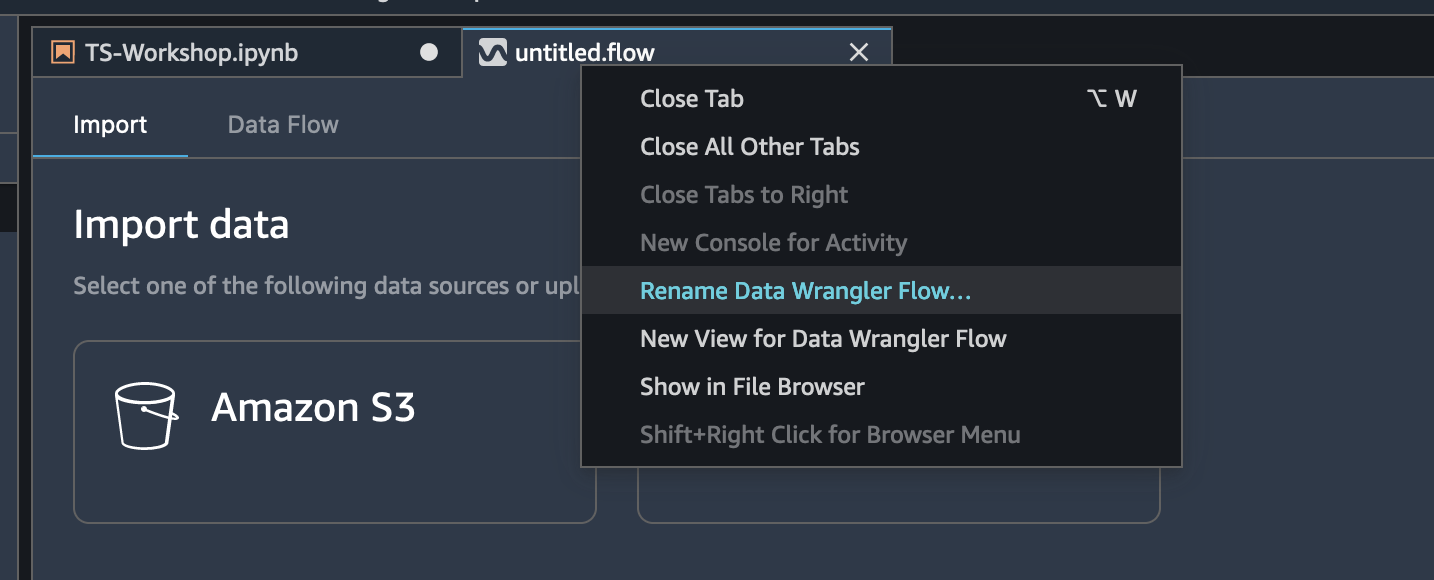 TS-Workshop.ipynb
untitled.flow
Import
Data Flow
Close Tab
⌥ W
Close All Other Tabs
Close Tabs to Right
New Console for Activity
Rename Data Wrangler Flow…
New View for Data Wrangler Flow
Show in File Browser
Shift+Right Click for Browser Menu
Import data
Select one of the following data sources or upl
Amazon S3